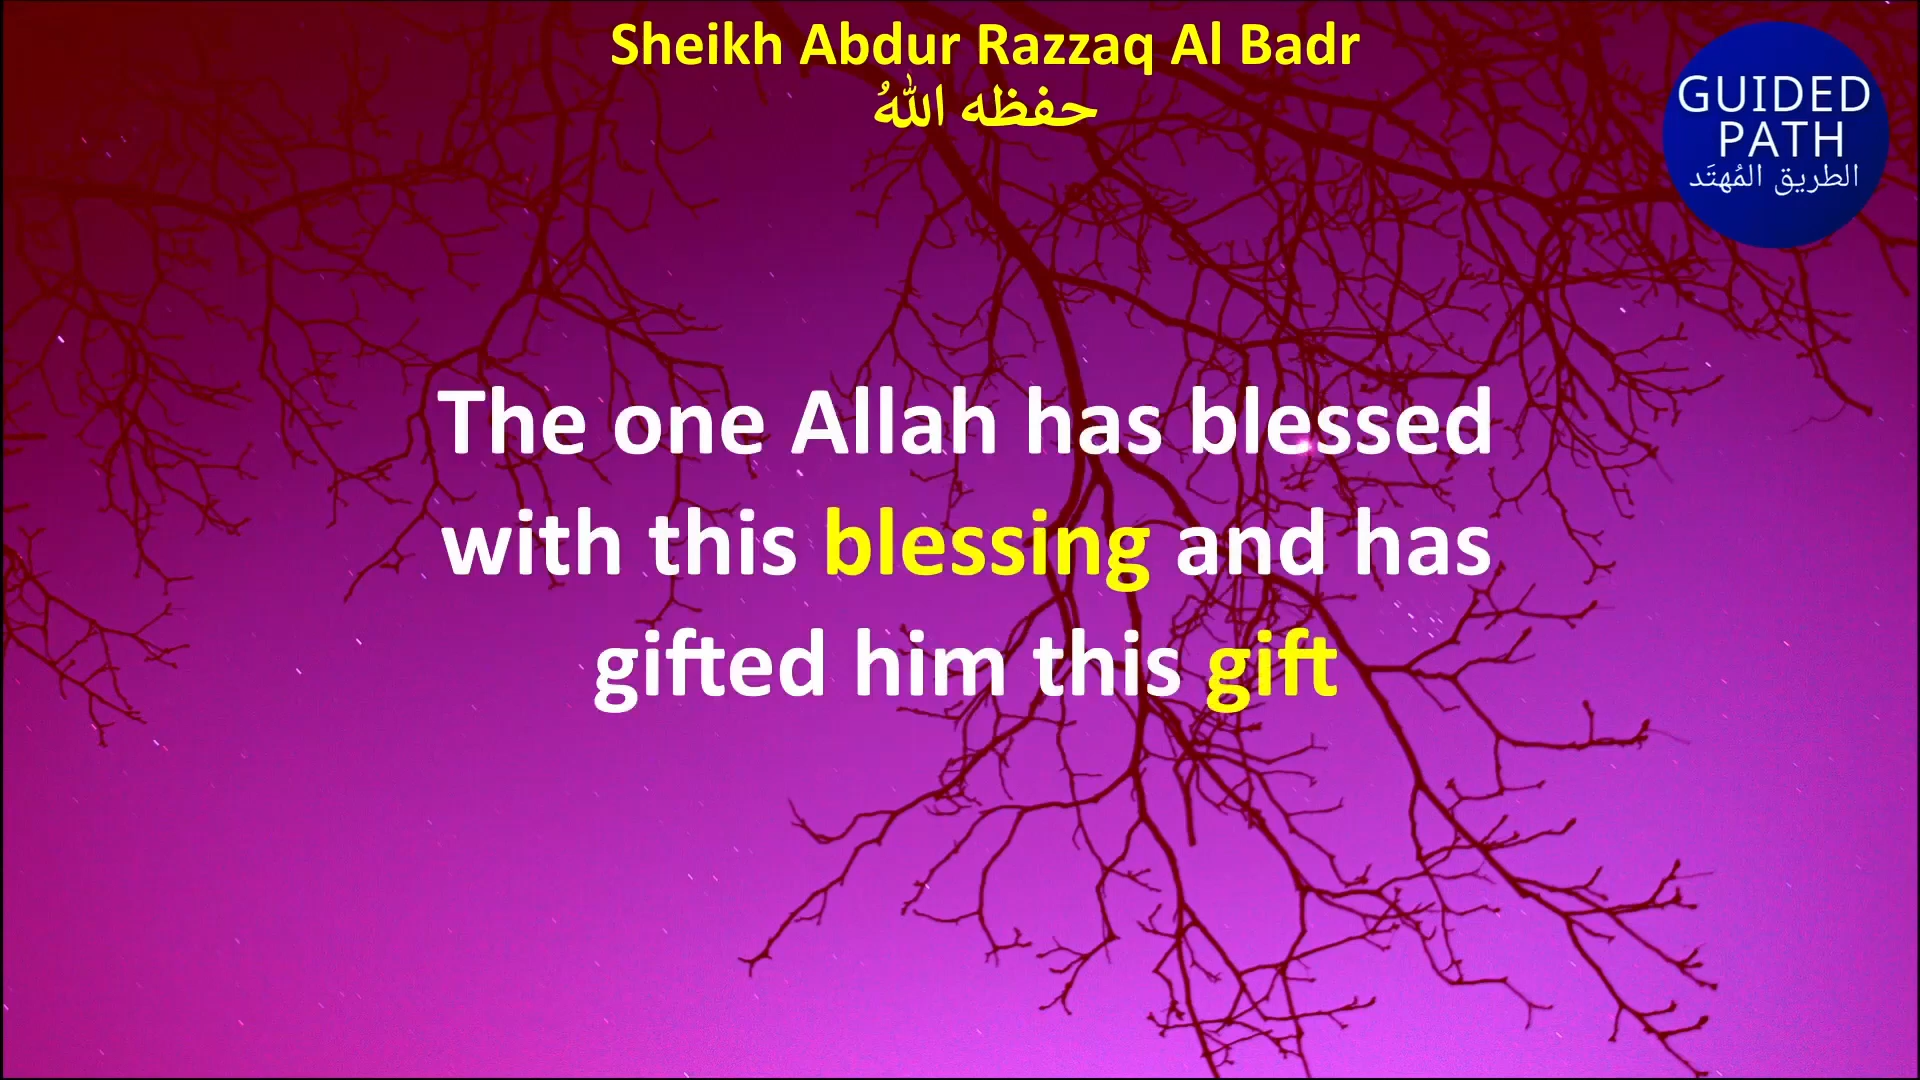 Sheikh Abdur Razzaq Al Badr
حفظه اللهُ
GUIDED
PATH
الطريق المُهتَد
The one Allah has blessed
with this blessing and has
gifted him this gift